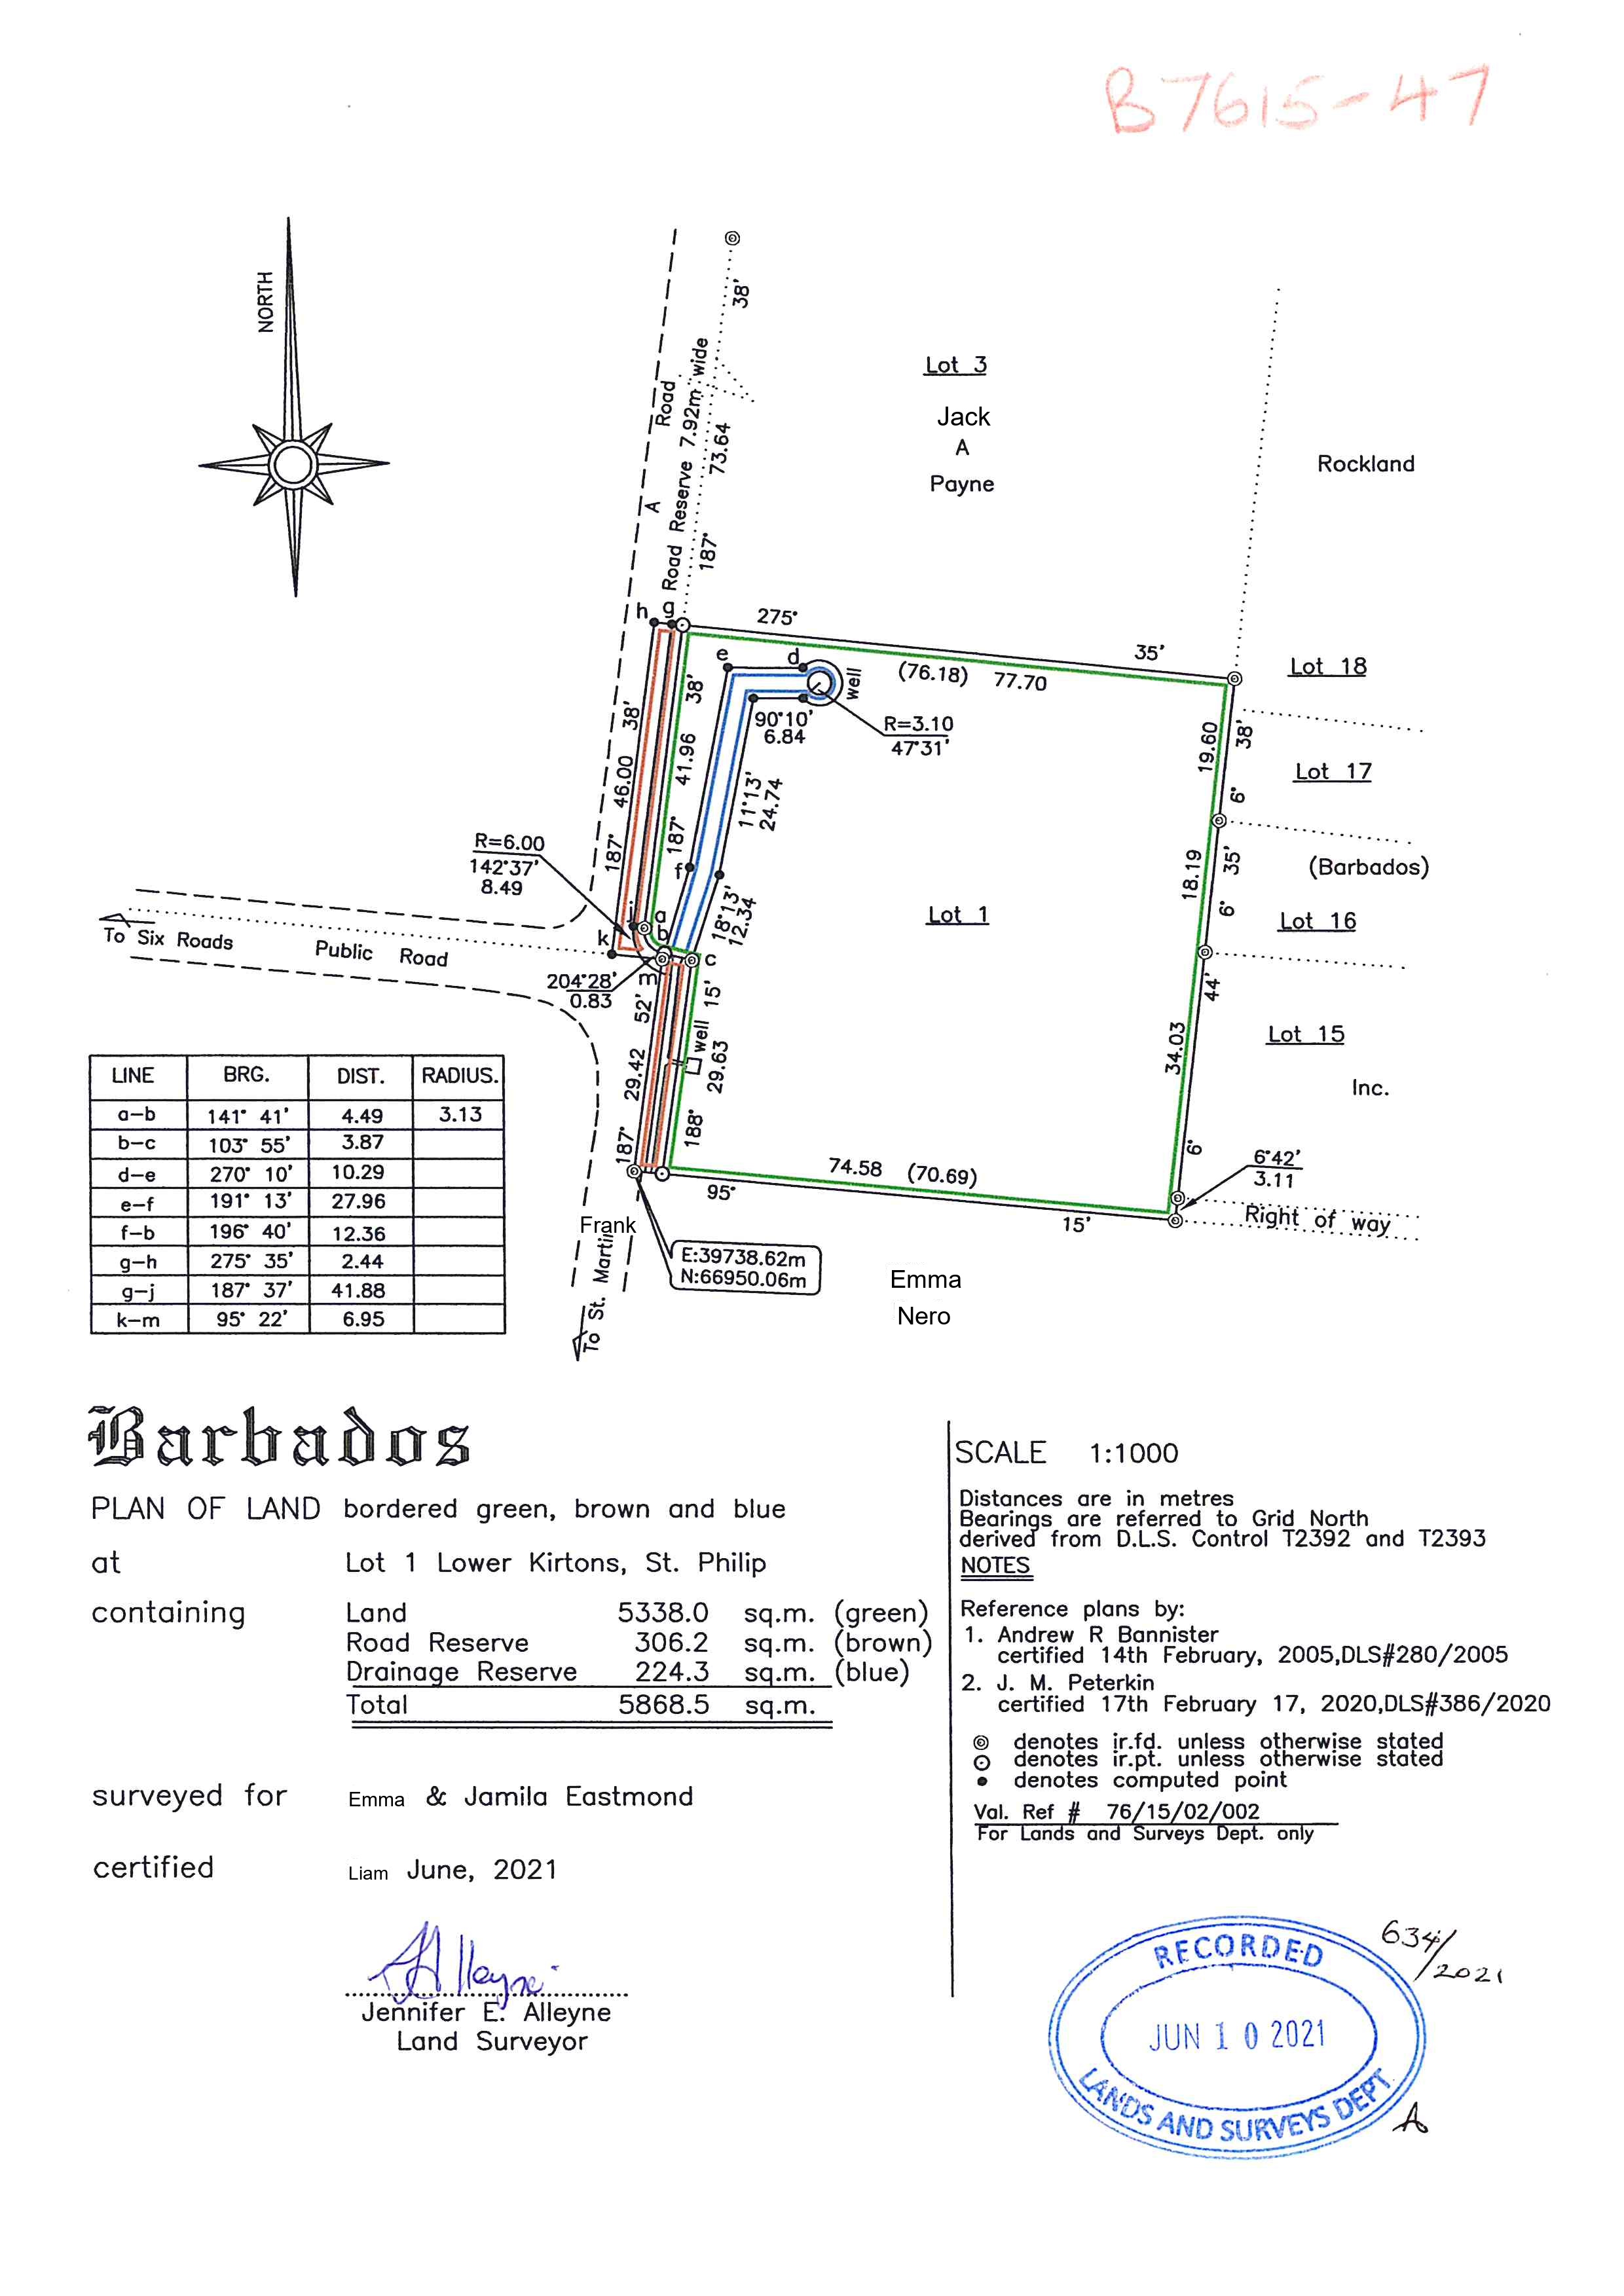 B7615-47
NORTH
38'
Road
A
Road Reserve 7.92m wide
73.64
187°
Lot 3
Jack
A
Payne
Rockland
h g
275°
35'
(76.18) 77.70
Lot 18
e d
well
90°10'
6.84
R=3.10
47°31'
38'
38'
46.00
187°
41.96
187°
11°13'
24.74
19.60
38'
6°
Lot 17
R=6.00
142°37'
8.49
f
18°13'
12.34
18.19
35'
6°
(Barbados)
Lot 1
Lot 16
j a
b
k
c
m
To Six Roads
Public Road
204°28'
0.83
52'
29.42
187°
15'
well
29.63
188°
44'
34.03
6°
Lot 15
Inc.
6°42'
3.11
Right of way
74.58 (70.69)
95°
15'
Frank
To St. Martin
E:39738.62m
N:66950.06m
Emma
Nero
LINE BRG. DIST. RADIUS.
a-b 141° 41' 4.49 3.13
b-c 103° 55' 3.87
d-e 270° 10' 10.29
e-f 191° 13' 27.96
f-b 196° 40' 12.36
g-h 275° 35' 2.44
g-j 187° 37' 41.88
k-m 95° 22' 6.95
Barbados
PLAN OF LAND bordered green, brown and blue
at Lot 1 Lower Kirtons, St. Philip
containing Land 5338.0 sq.m. (green)
Road Reserve 306.2 sq.m. (brown)
Drainage Reserve 224.3 sq.m. (blue)
Total 5868.5 sq.m.
surveyed for Emma & Jamila Eastmond
certified Liam June, 2021
Jennifer E. Alleyne
Land Surveyor
SCALE 1:1000
Distances are in metres
Bearings are referred to Grid North
derived from D.L.S. Control T2392 and T2393
NOTES
Reference plans by:
1. Andrew R Bannister
certified 14th February, 2005,DLS#280/2005
2. J. M. Peterkin
certified 17th February 17, 2020,DLS#386/2020
denotes ir.fd. unless otherwise stated
denotes ir.pt. unless otherwise stated
denotes computed point
Val. Ref # 76/15/02/002
For Lands and Surveys Dept. only
634/2021
RECORDED
JUN 10 2021
LANDS AND SURVEYS DEPT.